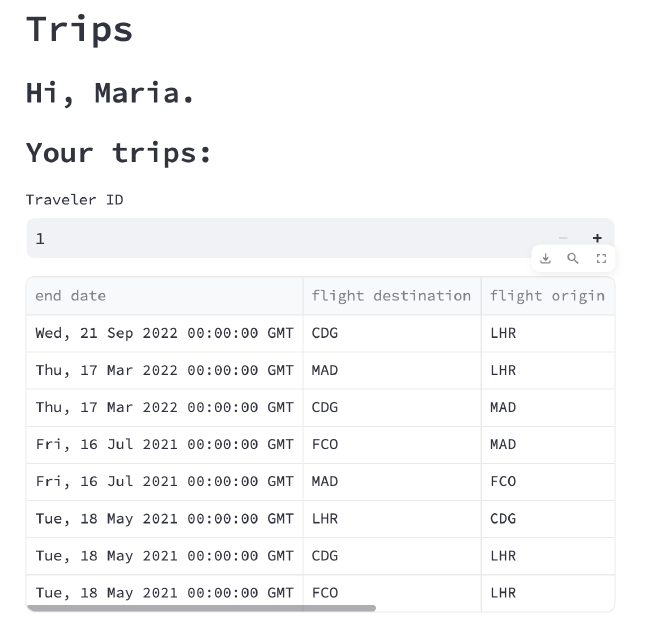 Trips
Hi, Maria.
Your trips:
Traveler ID
1 − +
end date flight destination flight origin
Wed, 21 Sep 2022 00:00:00 GMT CDG LHR
Thu, 17 Mar 2022 00:00:00 GMT MAD LHR
Thu, 17 Mar 2022 00:00:00 GMT CDG MAD
Fri, 16 Jul 2021 00:00:00 GMT FCO MAD
Fri, 16 Jul 2021 00:00:00 GMT MAD FCO
Tue, 18 May 2021 00:00:00 GMT LHR CDG
Tue, 18 May 2021 00:00:00 GMT CDG LHR
Tue, 18 May 2021 00:00:00 GMT FCO LHR